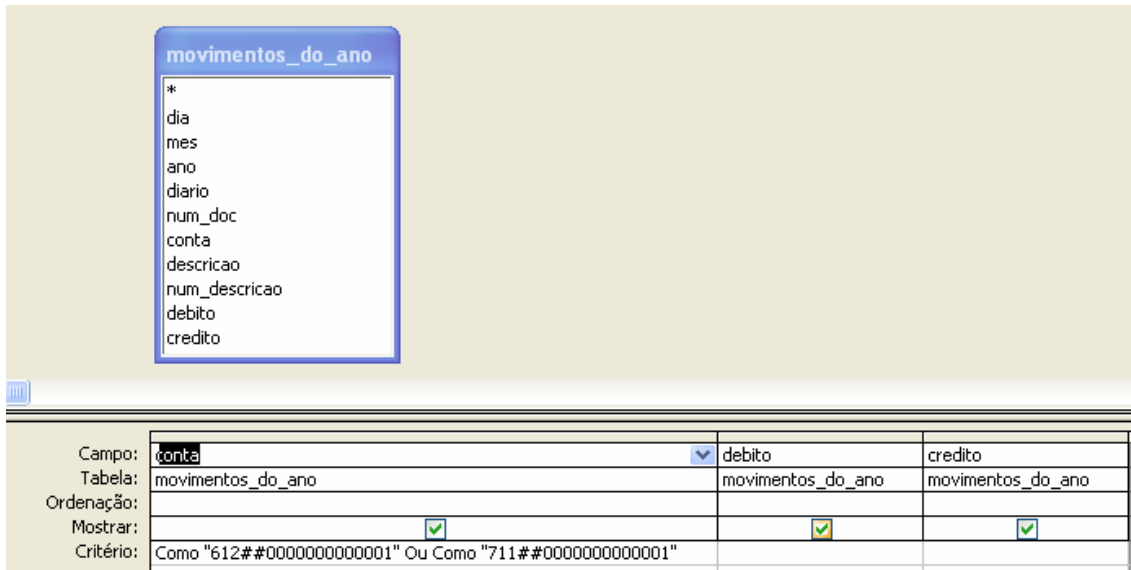 movimentos_do_ano
*
dia
mes
ano
diario
num_doc
conta
descricao
num_descricao
debito
credito
Campo: conta debito credito
Tabela: movimentos_do_ano movimentos_do_ano movimentos_do_ano
Ordenação:
Mostrar:
Critério: Como "612##0000000000001" Ou Como "711##0000000000001"